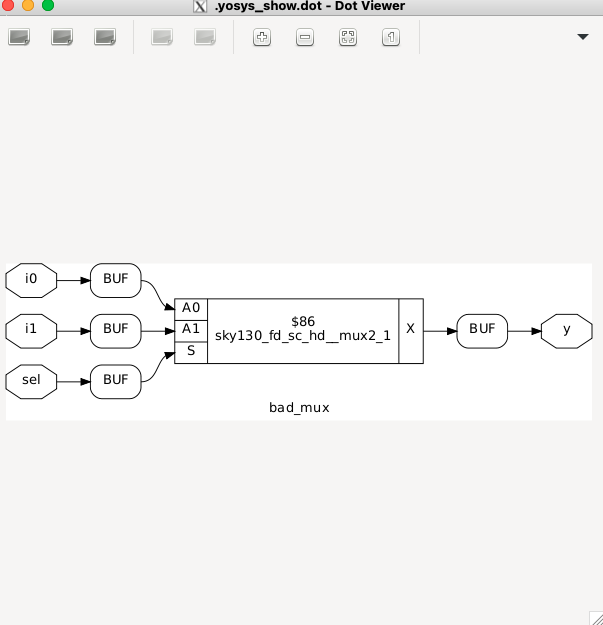 .yosys_show.dot - Dot Viewer
i0
BUF
i1
BUF
sel
BUF
A0
A1
S
$86
sky130_fd_sc_hd__mux2_1
X
BUF
y
bad_mux